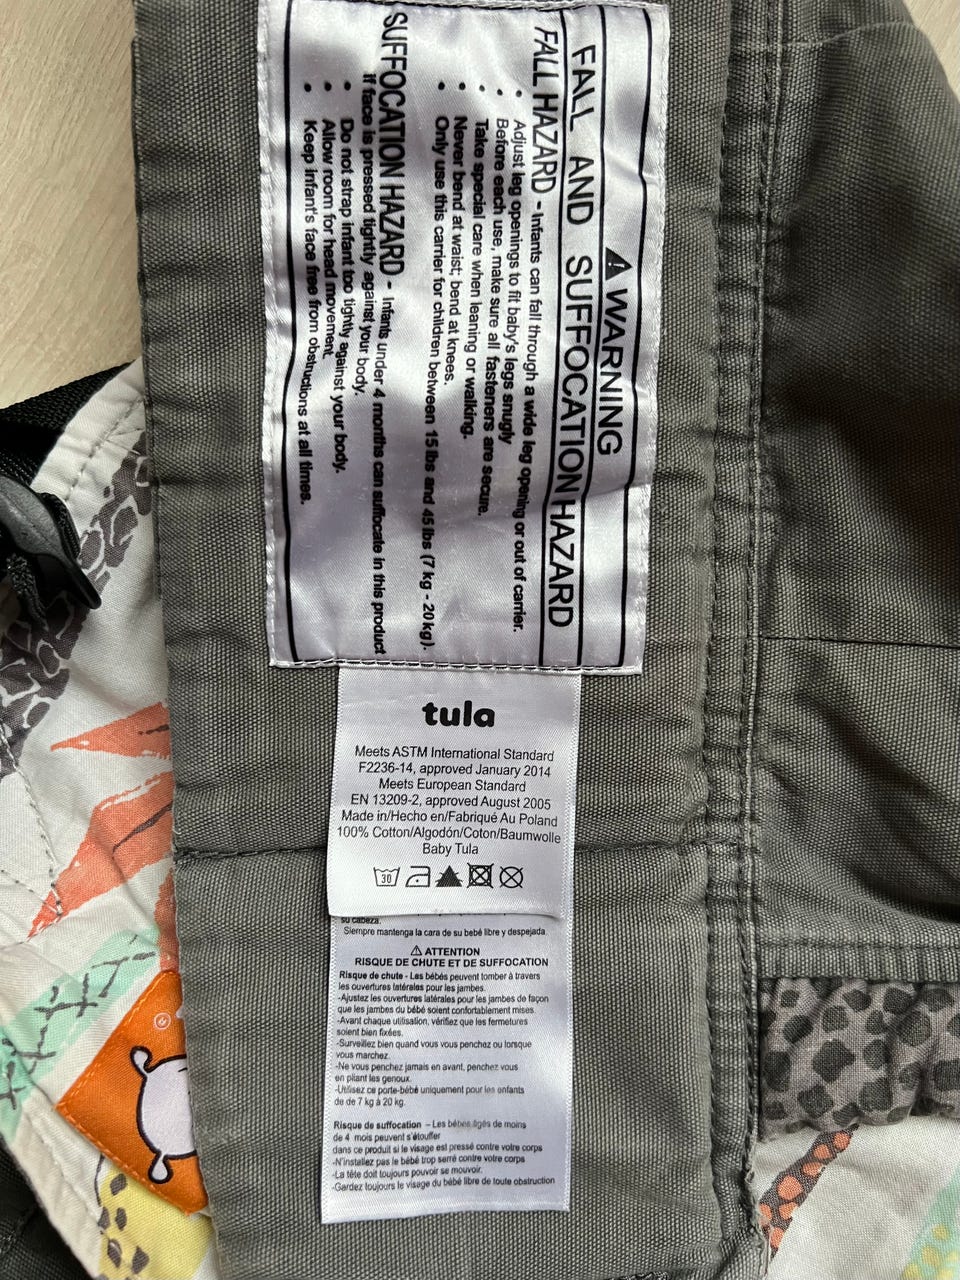 ⚠ WARNING
FALL AND SUFFOCATION HAZARD
FALL HAZARD - Infants can fall through a wide leg opening or out of carrier.
• Adjust leg openings to fit baby's legs snugly
• Before each use, make sure all fasteners are secure.
• Take special care when leaning or walking.
• Never bend at waist; bend at knees.
• Only use this carrier for children between 15 lbs and 45 lbs (7 kg - 20 kg).
SUFFOCATION HAZARD - Infants under 4 months can suffocate in this product
if face is pressed tightly against your body.
• Do not strap infant too tightly against your body.
• Allow room for head movement.
• Keep infant's face free from obstructions at all times.
tula
Meets ASTM International Standard
F2236-14, approved January 2014
Meets European Standard
EN 13209-2, approved August 2005
Made in/Hecho en/Fabriqué Au Poland
100% Cotton/Algodón/Coton/Baumwolle
Baby Tula
30
su cabeza.
Siempre mantenga la cara de su bebé libre y despejada
⚠ ATTENTION
RISQUE DE CHUTE ET DE SUFFOCATION
Risque de chute - Les bébés peuvent tomber à travers
les ouvertures latérales pour les jambes.
-Ajustez les ouvertures latérales pour les jambes de façon
que les jambes du bébé soient confortablement mises.
-Avant chaque utilisation, vérifiez que les fermetures
soient bien fixées.
-Surveillez bien quand vous vous penchez ou lorsque
vous marchez.
-Ne vous penchez jamais en avant, penchez vous
en pliant les genoux.
-Utilisez ce porte-bébé uniquement pour les enfants
de de 7 kg à 20 kg.
Risque de suffocation – Les bébés âgés de moins
de 4 mois peuvent s'étouffer
dans ce produit si le visage est pressé contre votre corps
-N'installez pas le bébé trop serré contre votre corps
-La tête doit toujours pouvoir se mouvoir.
-Gardez toujours le visage du bébé libre de toute obstruction
®